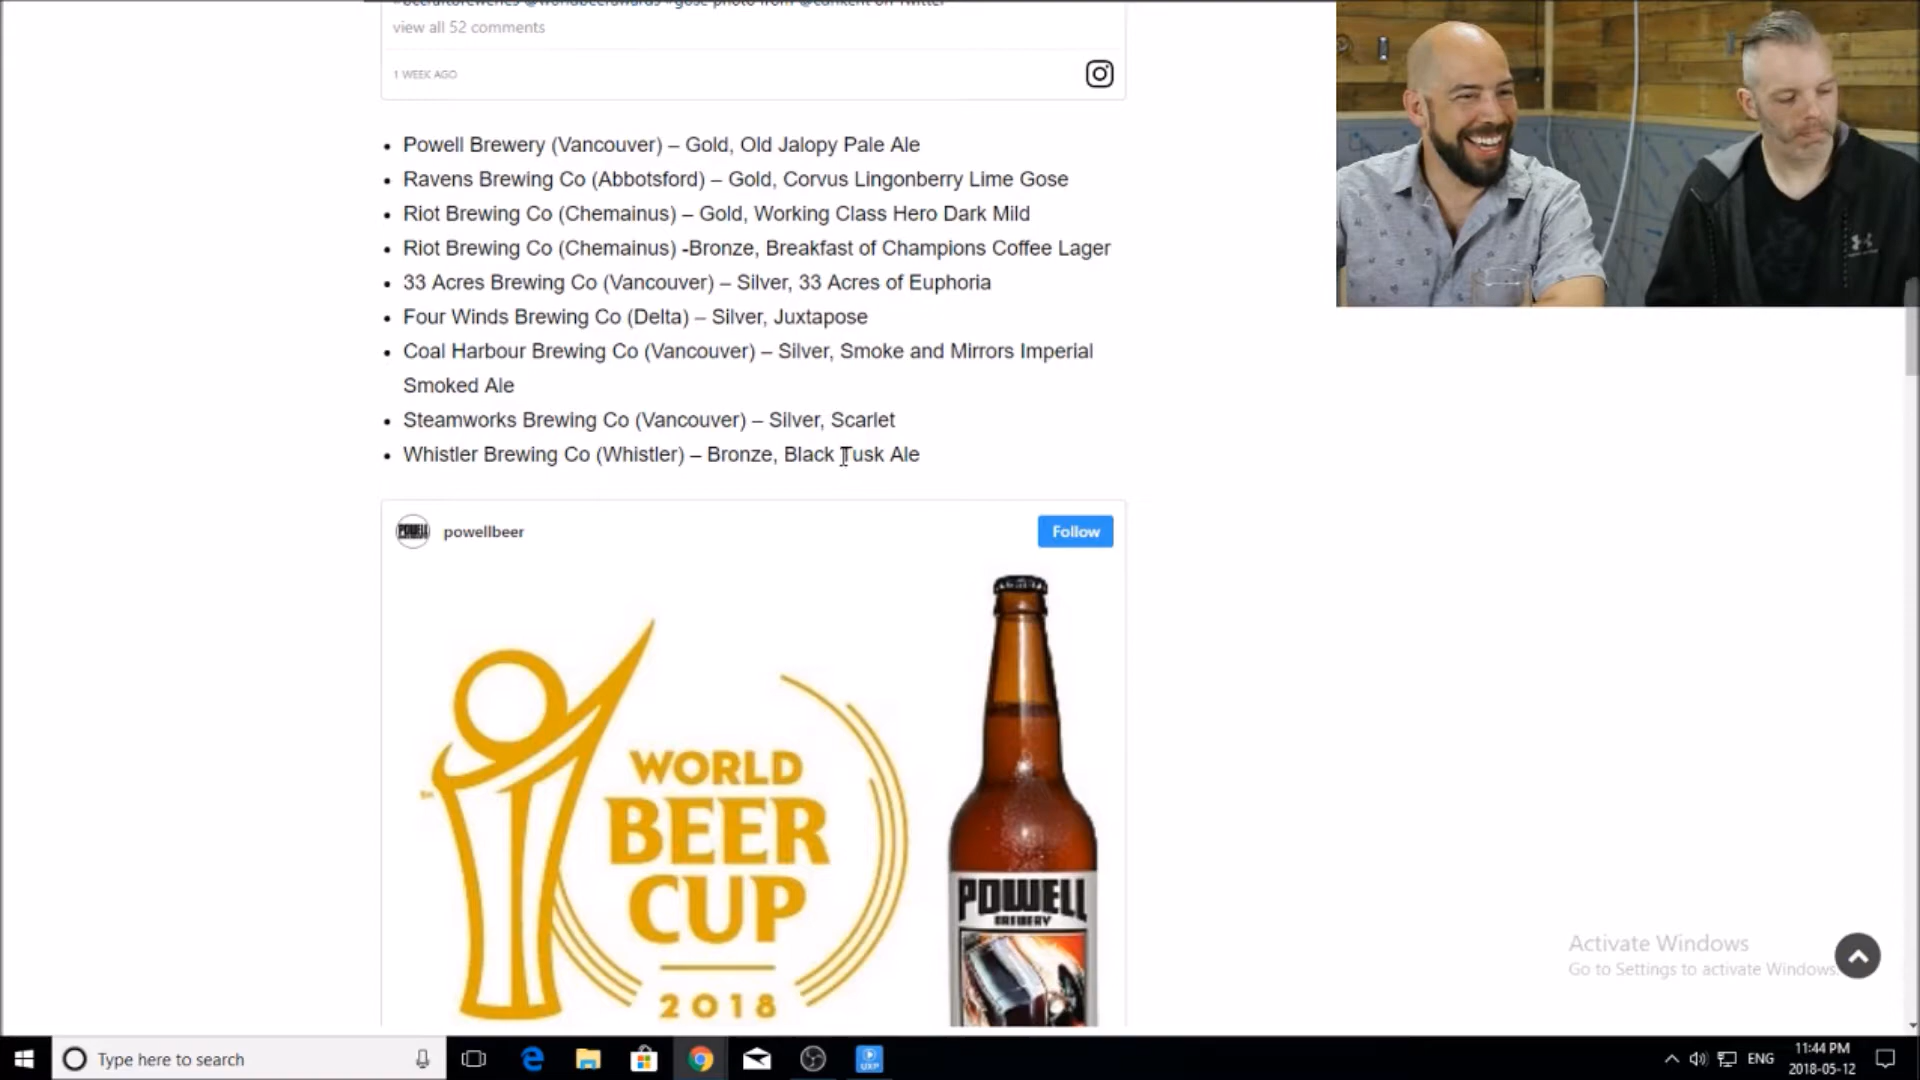 view all 52 comments
1 WEEK AGO
• Powell Brewery (Vancouver) – Gold, Old Jalopy Pale Ale
• Ravens Brewing Co (Abbotsford) – Gold, Corvus Lingonberry Lime Gose
• Riot Brewing Co (Chemainus) – Gold, Working Class Hero Dark Mild
• Riot Brewing Co (Chemainus) -Bronze, Breakfast of Champions Coffee Lager
• 33 Acres Brewing Co (Vancouver) – Silver, 33 Acres of Euphoria
• Four Winds Brewing Co (Delta) – Silver, Juxtapose
• Coal Harbour Brewing Co (Vancouver) – Silver, Smoke and Mirrors Imperial
Smoked Ale
• Steamworks Brewing Co (Vancouver) – Silver, Scarlet
• Whistler Brewing Co (Whistler) – Bronze, Black Tusk Ale
POWELL
powellbeer
Follow
WORLD
BEER
CUP
2018
POWELL
BREWERY
Activate Windows
Go to Settings to activate Windows.
Type here to search
UXP
ENG
11:44 PM
2018-05-12